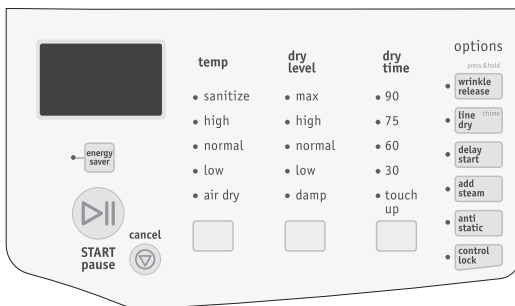 options
press & hold
wrinkle
release
line chime
dry
delay
start
add
steam
anti
static
control
lock
temp
sanitize
high
normal
low
air dry
dry
level
max
high
normal
low
damp
dry
time
90
75
60
30
touch
up
energy
saver
START
pause
cancel